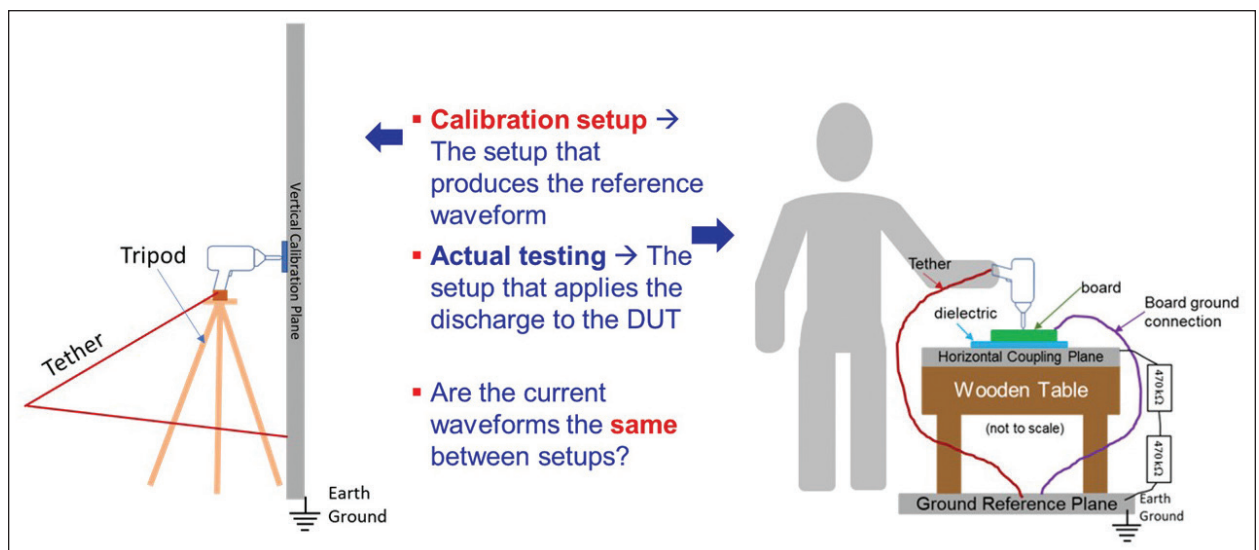 Vertical Calibration Plane
Tripod
Tether
Earth
Ground
▪ Calibration setup →
The setup that
produces the reference
waveform
▪ Actual testing → The
setup that applies the
discharge to the DUT
▪ Are the current
waveforms the same
between setups?
Tether
board
Board ground
connection
dielectric
Horizontal Coupling Plane
Wooden Table
(not to scale)
470kΩ
470kΩ
Ground Reference Plane
Earth
Ground